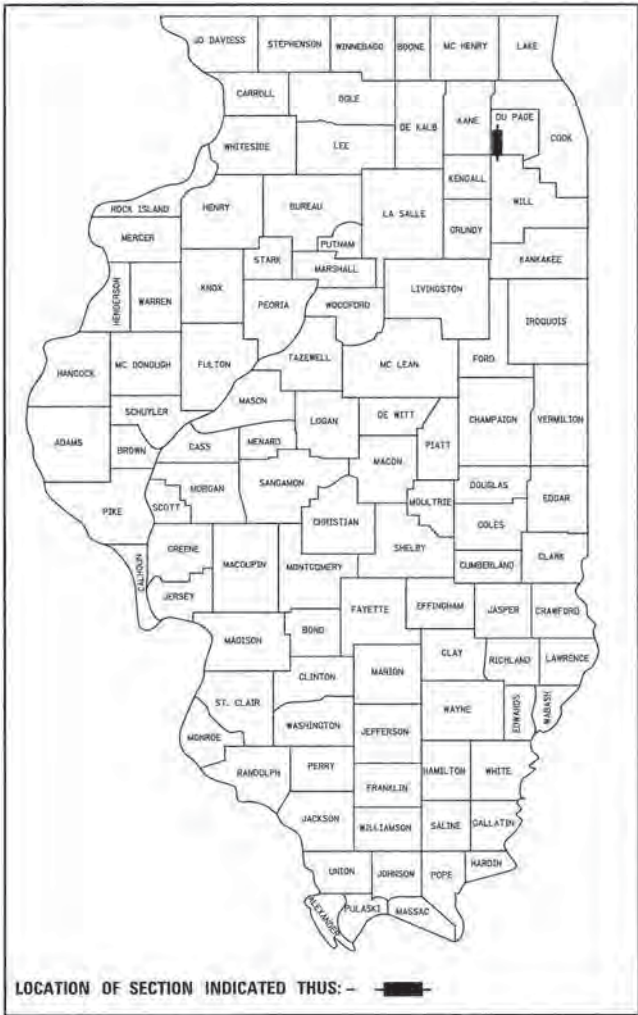 JO DAVIESS STEPHENSON WINNEBAGO BOONE MC HENRY LAKE
CARROLL OGLE KANE DU PAGE COOK
DE KALB
WHITESIDE LEE
KENDALL
WILL
ROCK ISLAND HENRY BUREAU LA SALLE
GRUNDY
MERCER PUTNAM
STARK MARSHALL KANKAKEE
HENDERSON WARREN KNOX LIVINGSTON
PEORIA WOODFORD IROQUOIS
HANCOCK MC DONOUGH FULTON TAZEWELL MC LEAN FORD
MASON
SCHUYLER DE WITT
LOGAN CHAMPAIGN VERMILION
ADAMS BROWN CASS MENARD PIATT
MACON
MORGAN SANGAMON DOUGLAS
PIKE SCOTT MOULTRIE EDGAR
CHRISTIAN COLES
GREENE SHELBY
CALHOUN MACOUPIN MONTGOMERY CUMBERLAND CLARK
JERSEY
FAYETTE EFFINGHAM JASPER CRAWFORD
MADISON BOND
CLAY RICHLAND LAWRENCE
CLINTON MARION
ST. CLAIR
WAYNE EDWARDS WABASH
WASHINGTON JEFFERSON
MONROE
RANDOLPH PERRY HAMILTON WHITE
FRANKLIN
JACKSON
WILLIAMSON SALINE GALLATIN
HARDIN
UNION JOHNSON POPE
ALEXANDER PULASKI MASSAC
LOCATION OF SECTION INDICATED THUS: -